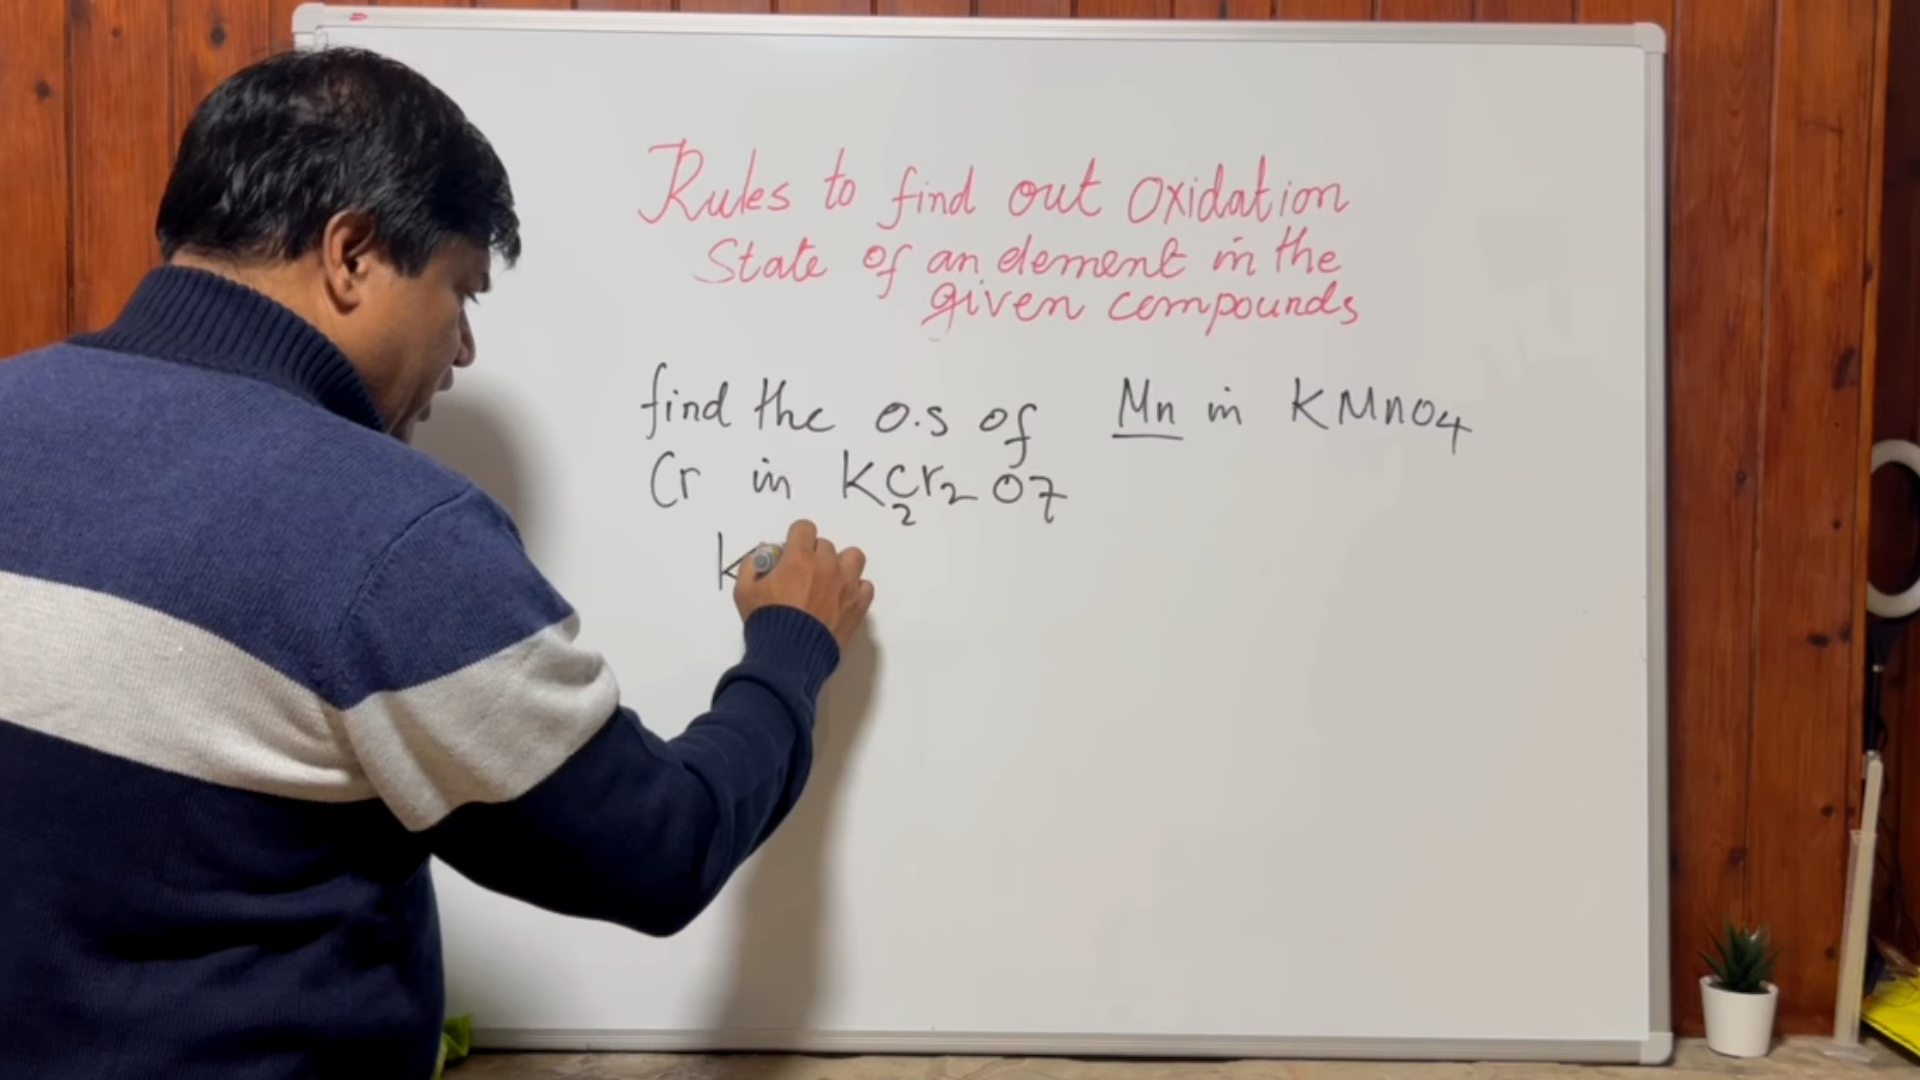 Rules to find out Oxidation
State of an element in the
given compounds
find the O.S of Mn in KMnO4
Cr in K2Cr2O7
K